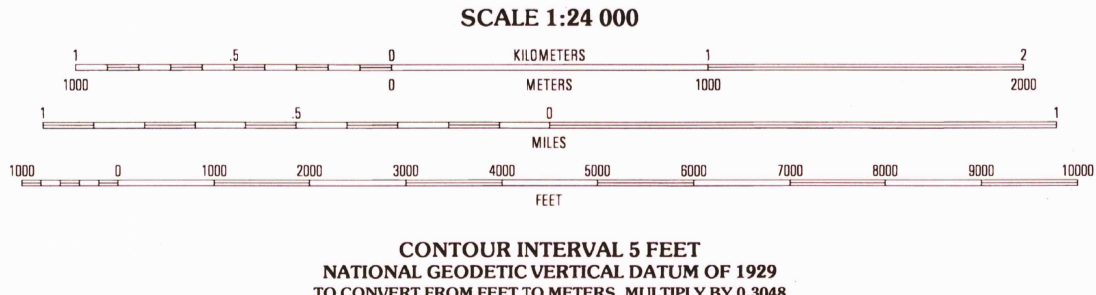 SCALE 1:24 000
1 .5 0 KILOMETERS 1 2
1000 0 METERS 1000 2000
1 .5 0 1
MILES
1000 0 1000 2000 3000 4000 5000 6000 7000 8000 9000 10000
FEET
CONTOUR INTERVAL 5 FEET
NATIONAL GEODETIC VERTICAL DATUM OF 1929
TO CONVERT FROM FEET TO METERS, MULTIPLY BY 0.3048